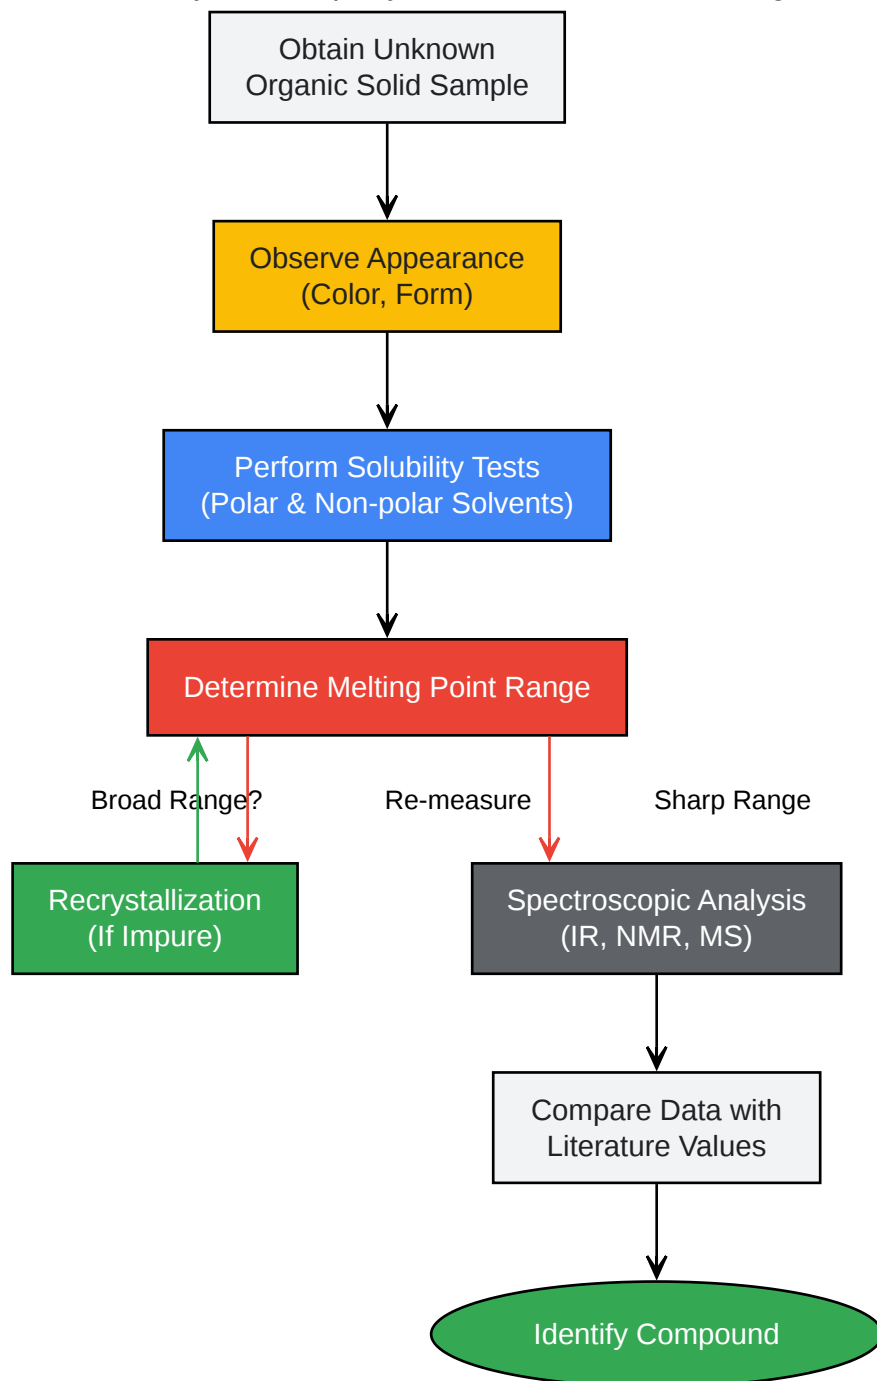 Obtain Unknown
Organic Solid Sample
Observe Appearance
(Color, Form)
Perform Solubility Tests
(Polar & Non-polar Solvents)
Determine Melting Point Range
Broad Range?
Re-measure
Sharp Range
Recrystallization
(If Impure)
Spectroscopic Analysis
(IR, NMR, MS)
Compare Data with
Literature Values
Identify Compound